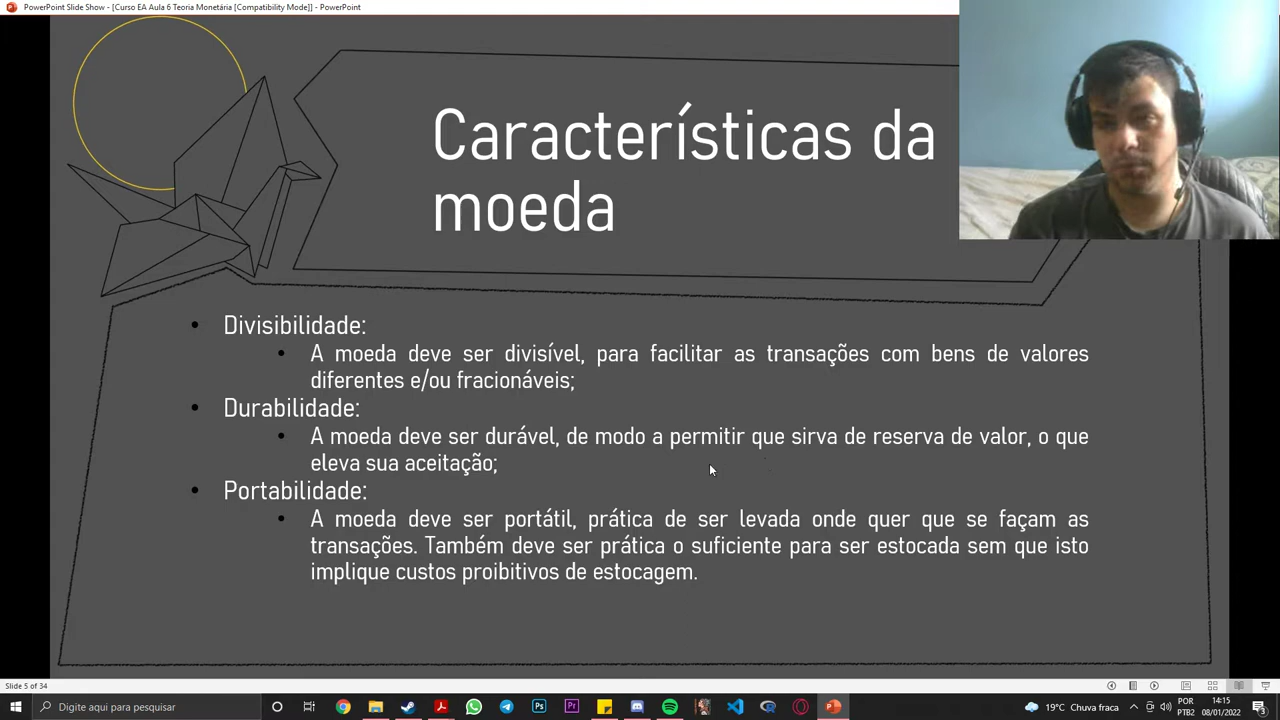 PowerPoint Slide Show - [Curso EA Aula 6 Teoria Monetária [Compatibility Mode]] - PowerPoint
Características da
moeda
• Divisibilidade:
• A moeda deve ser divisível, para facilitar as transações com bens de valores
diferentes e/ou fracionáveis;
• Durabilidade:
• A moeda deve ser durável, de modo a permitir que sirva de reserva de valor, o que
eleva sua aceitação;
• Portabilidade:
• A moeda deve ser portátil, prática de ser levada onde quer que se façam as
transações. Também deve ser prática o suficiente para ser estocada sem que isto
implique custos proibitivos de estocagem.
Slide 5 of 34
Digite aqui para pesquisar
19°C Chuva fraca
POR
PTB2
14:15
08/01/2022